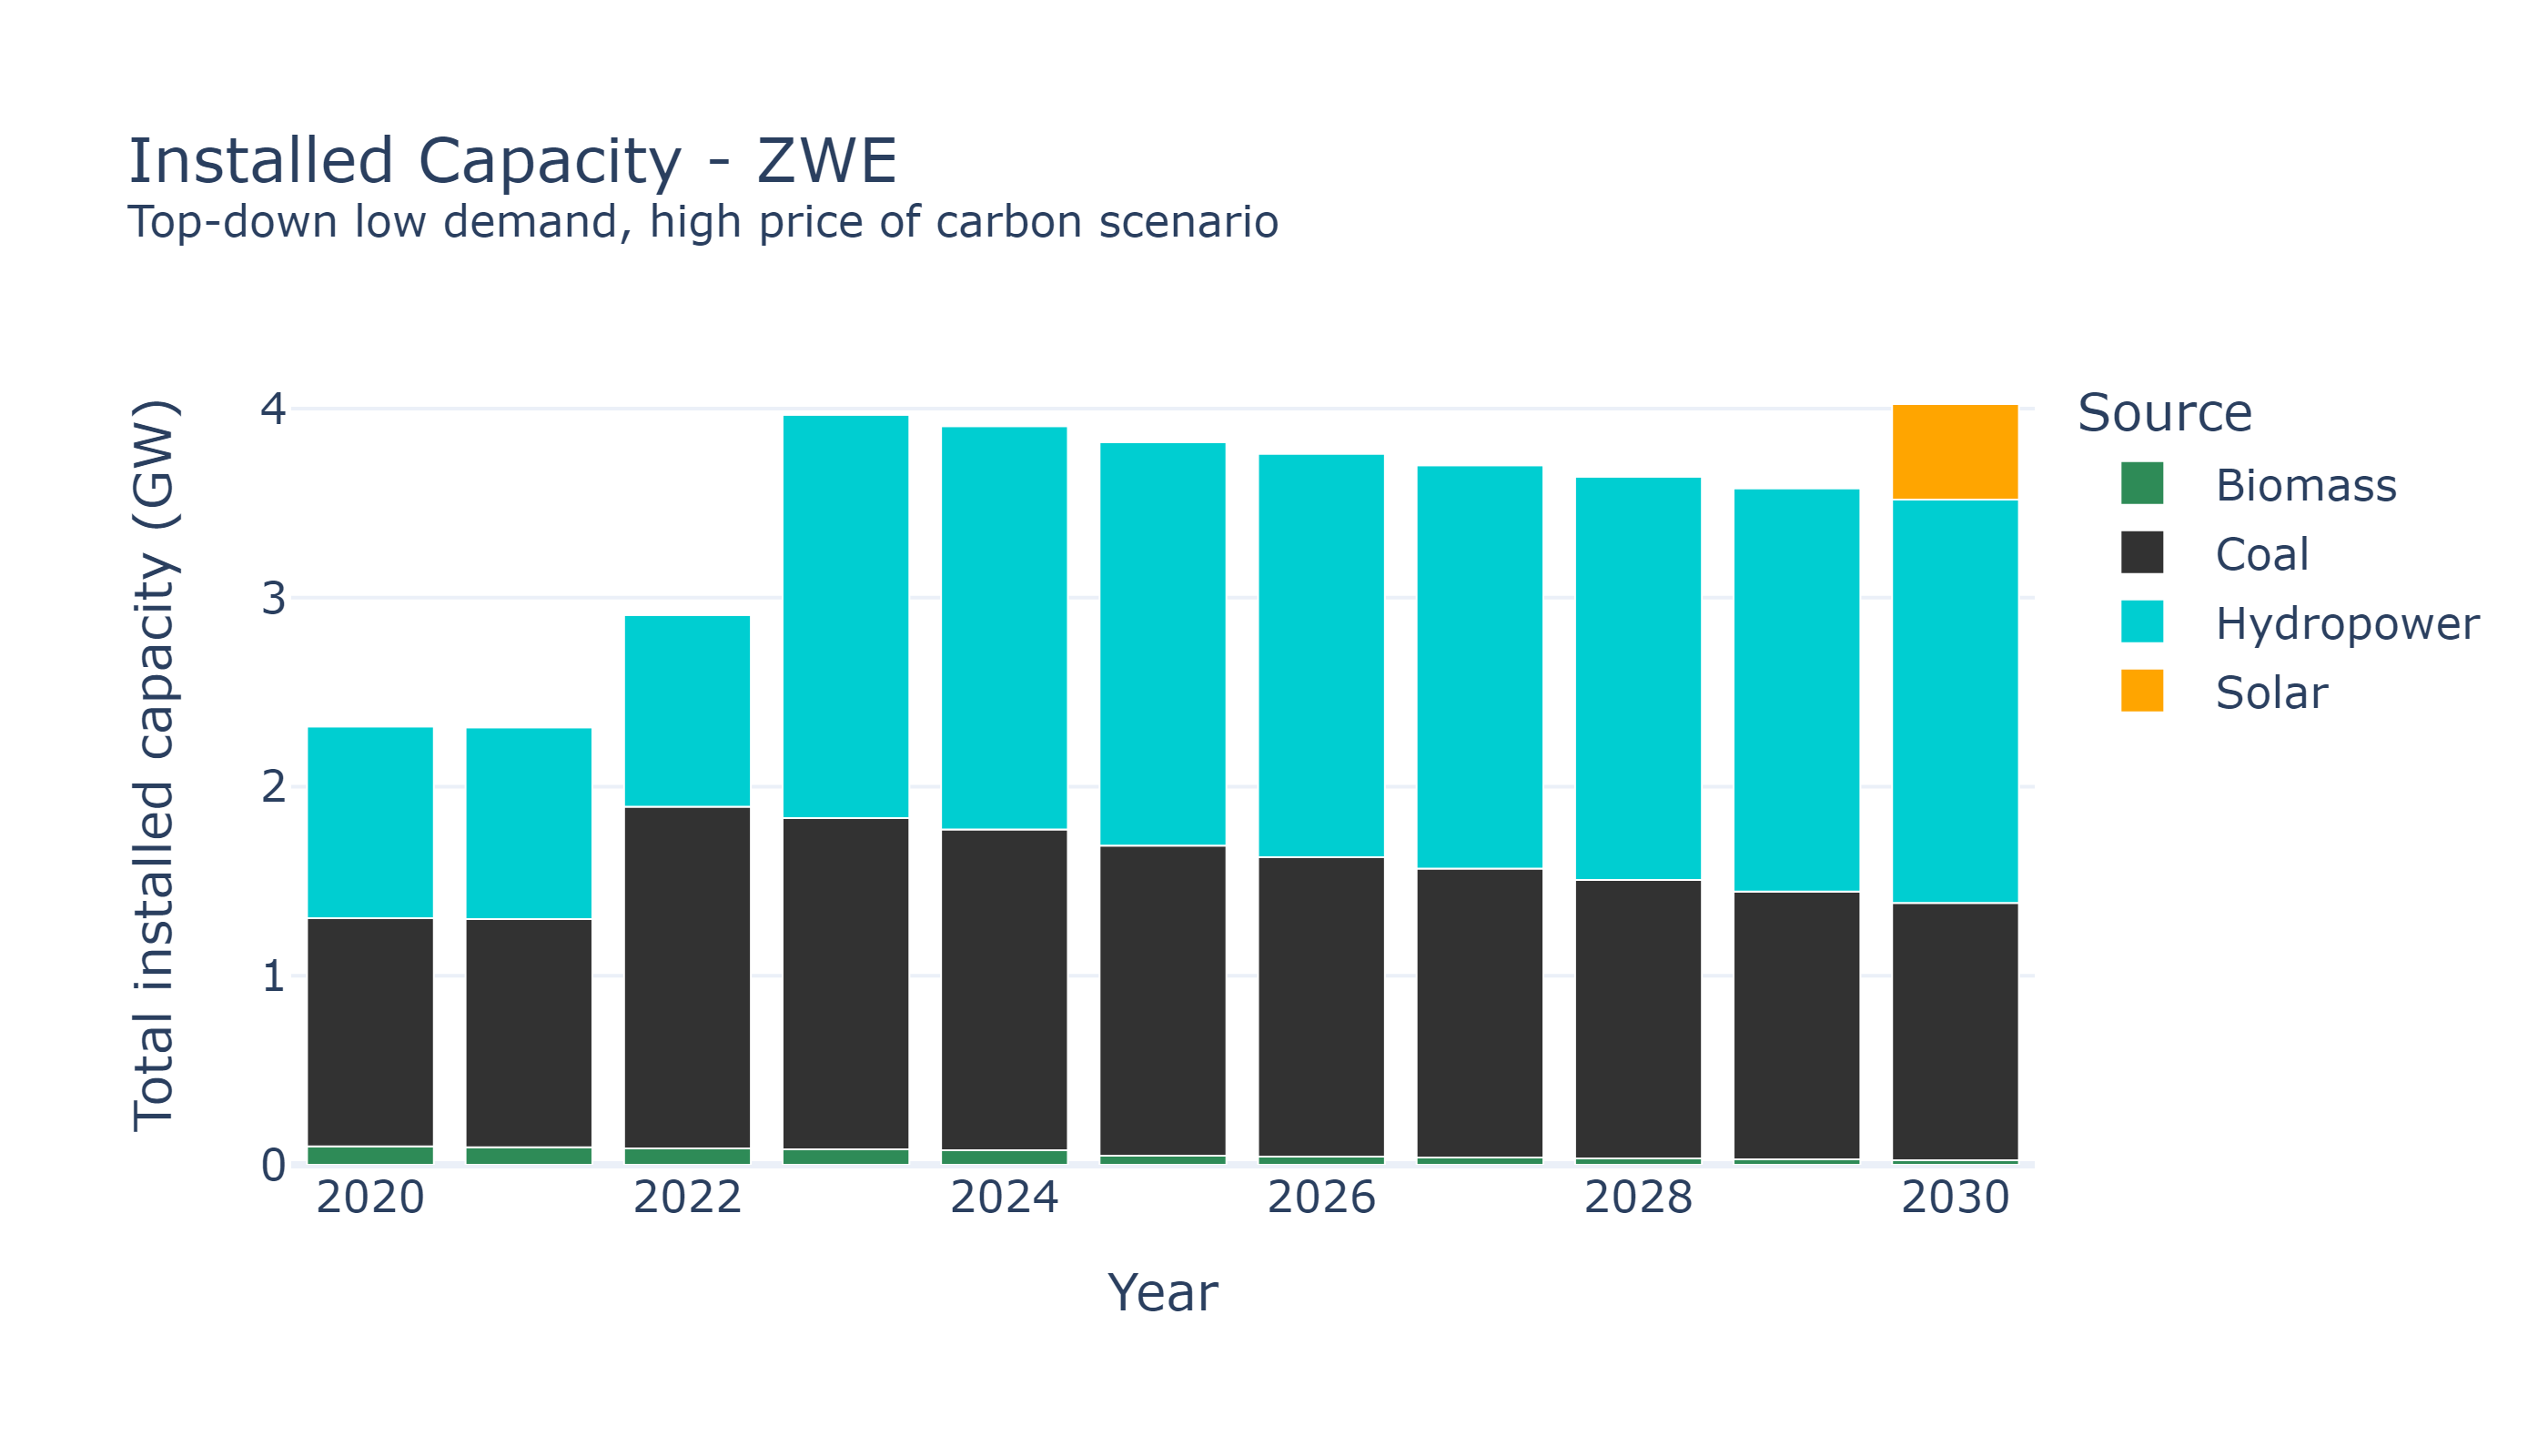 Installed Capacity - ZWE
Top-down low demand, high price of carbon scenario
Total installed capacity (GW)
4
3
2
1
0
2020
2022
2024
2026
2028
2030
Year
Source
Biomass
Coal
Hydropower
Solar